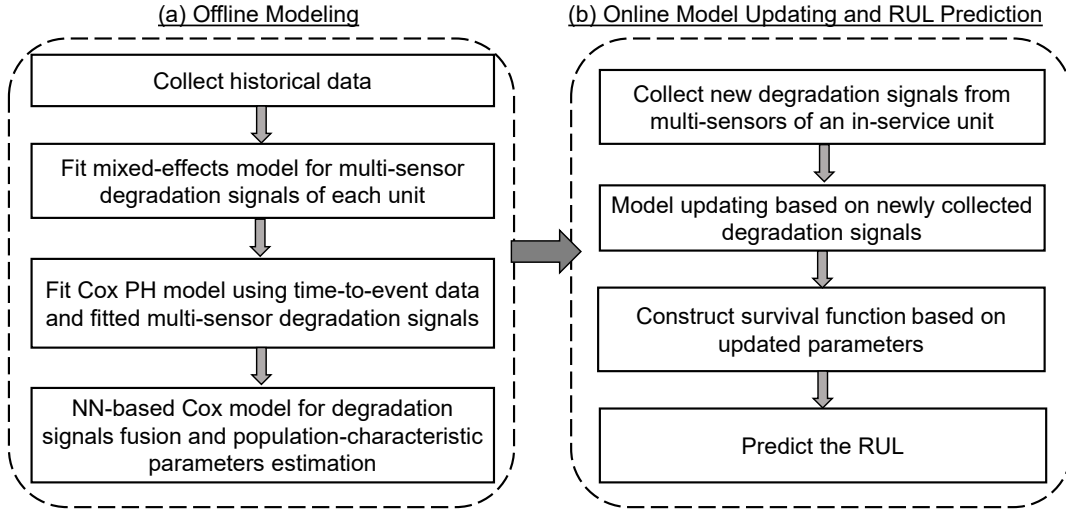 (a) Offline Modeling
Collect historical data
Fit mixed-effects model for multi-sensor
degradation signals of each unit
Fit Cox PH model using time-to-event data
and fitted multi-sensor degradation signals
NN-based Cox model for degradation
signals fusion and population-characteristic
parameters estimation
(b) Online Model Updating and RUL Prediction
Collect new degradation signals from
multi-sensors of an in-service unit
Model updating based on newly collected
degradation signals
Construct survival function based on
updated parameters
Predict the RUL